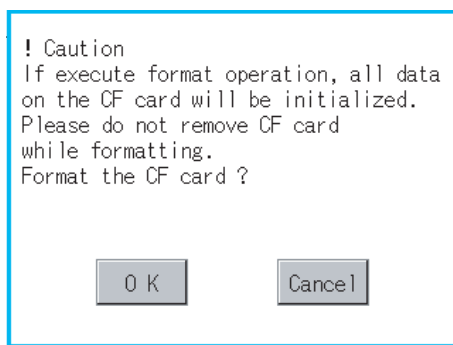 ! Caution
If execute format operation, all data
on the CF card will be initialized.
Please do not remove CF card
while formatting.
Format the CF card ?
O K
Cancel